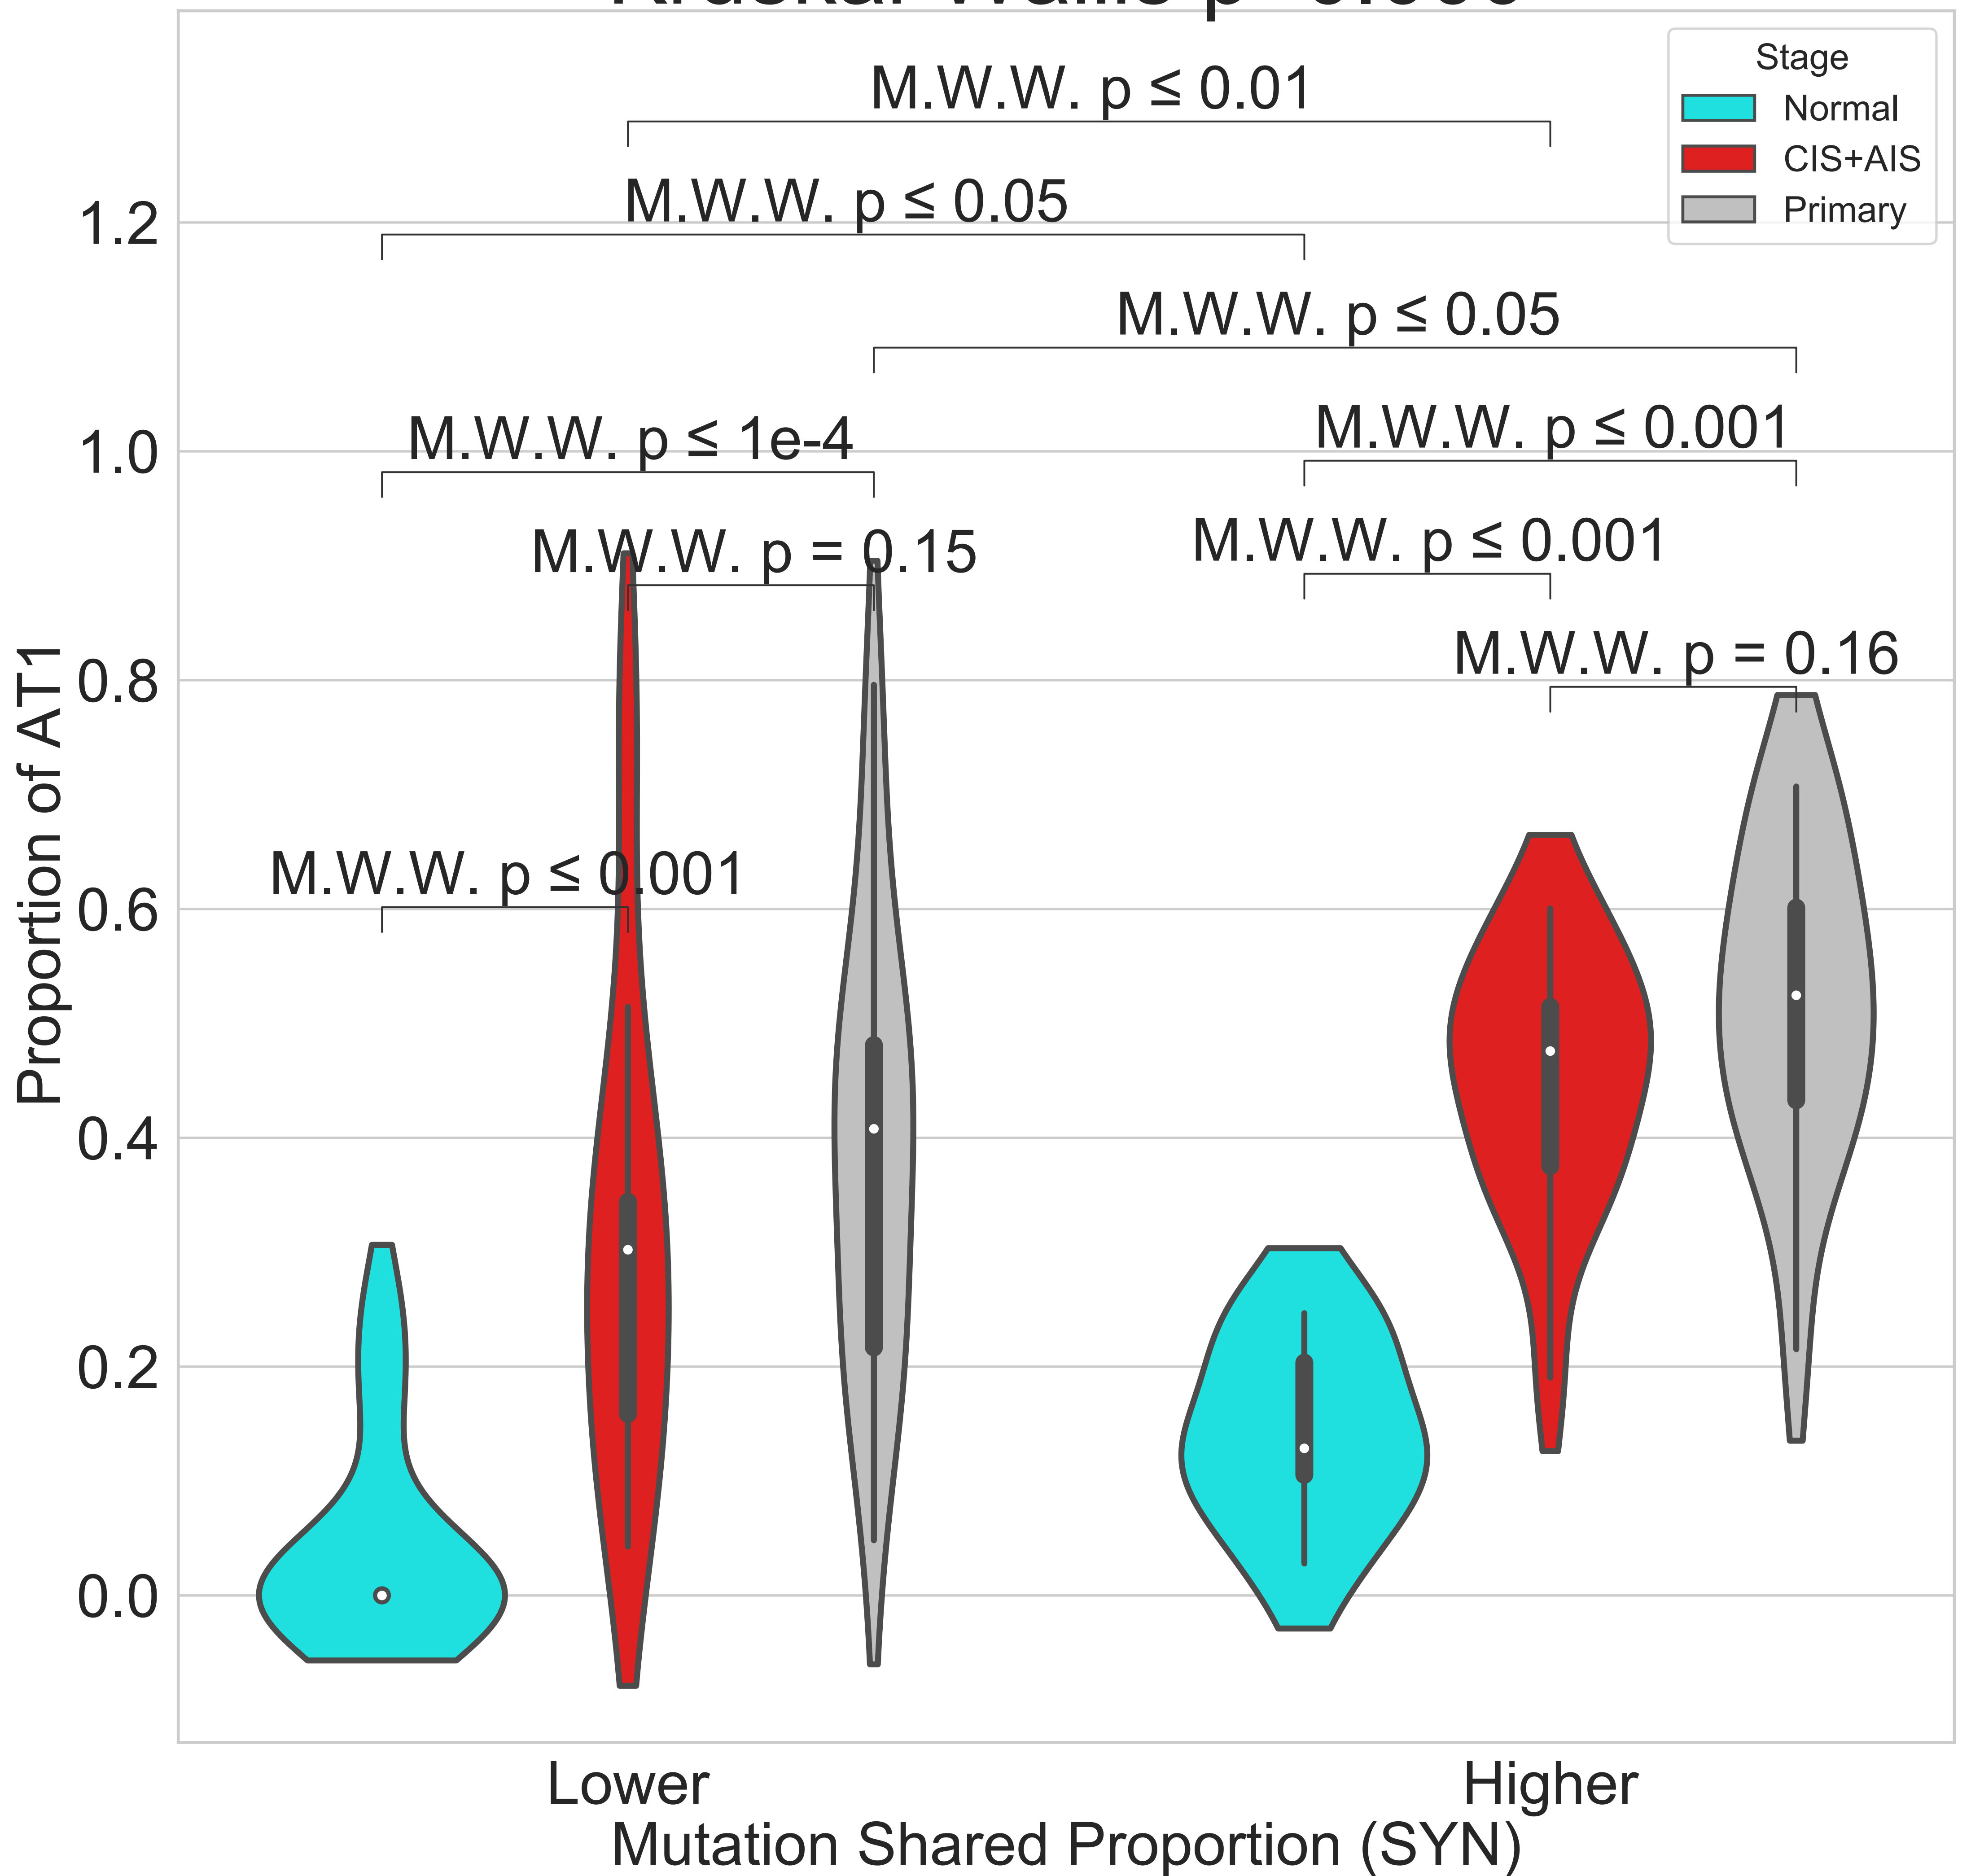 Stage
Normal
CIS+AIS
Primary
M.W.W. p ≤ 0.01
M.W.W. p ≤ 0.05
M.W.W. p ≤ 0.05
M.W.W. p ≤ 1e-4
M.W.W. p ≤ 0.001
M.W.W. p = 0.15
M.W.W. p ≤ 0.001
M.W.W. p = 0.16
M.W.W. p ≤ 0.001
1.2
1.0
0.8
0.6
0.4
0.2
0.0
Proportion of AT1
Lower
Higher
Mutation Shared Proportion (SYN)